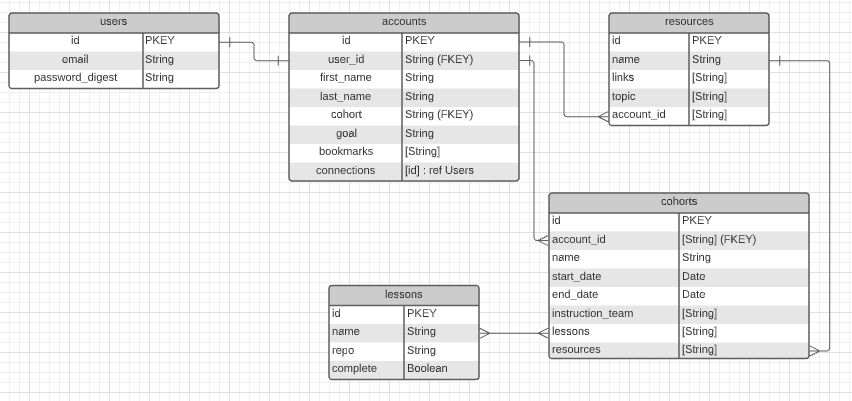 users
id PKEY
email String
password_digest String
accounts
id PKEY
user_id String (FKEY)
first_name String
last_name String
cohort String (FKEY)
goal String
bookmarks [String]
connections [id] : ref Users
resources
id PKEY
name String
links [String]
topic [String]
account_id [String]
cohorts
id PKEY
account_id [String] (FKEY)
name String
start_date Date
end_date Date
instruction_team [String]
lessons [String]
resources [String]
lessons
id PKEY
name String
repo String
complete Boolean